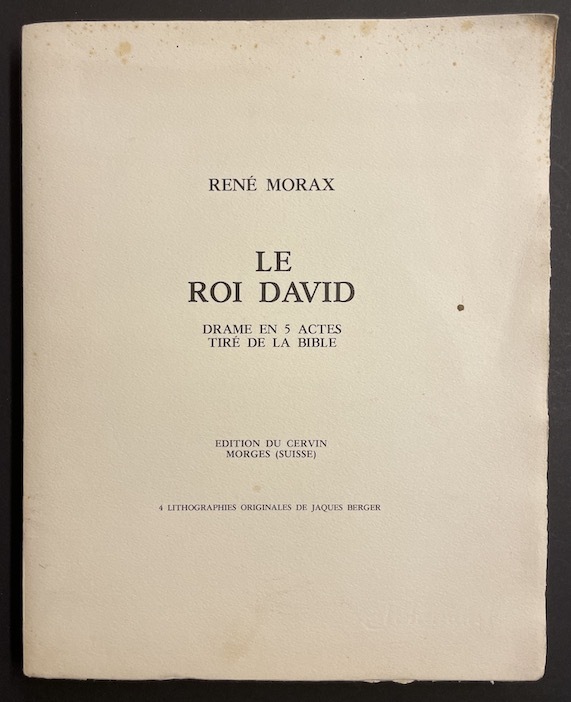 RENÉ MORAX
LE
ROI DAVID
DRAME EN 5 ACTES
TIRÉ DE LA BIBLE
EDITION DU CERVIN
MORGES (SUISSE)
4 LITHOGRAPHIES ORIGINALES DE JAQUES BERGER